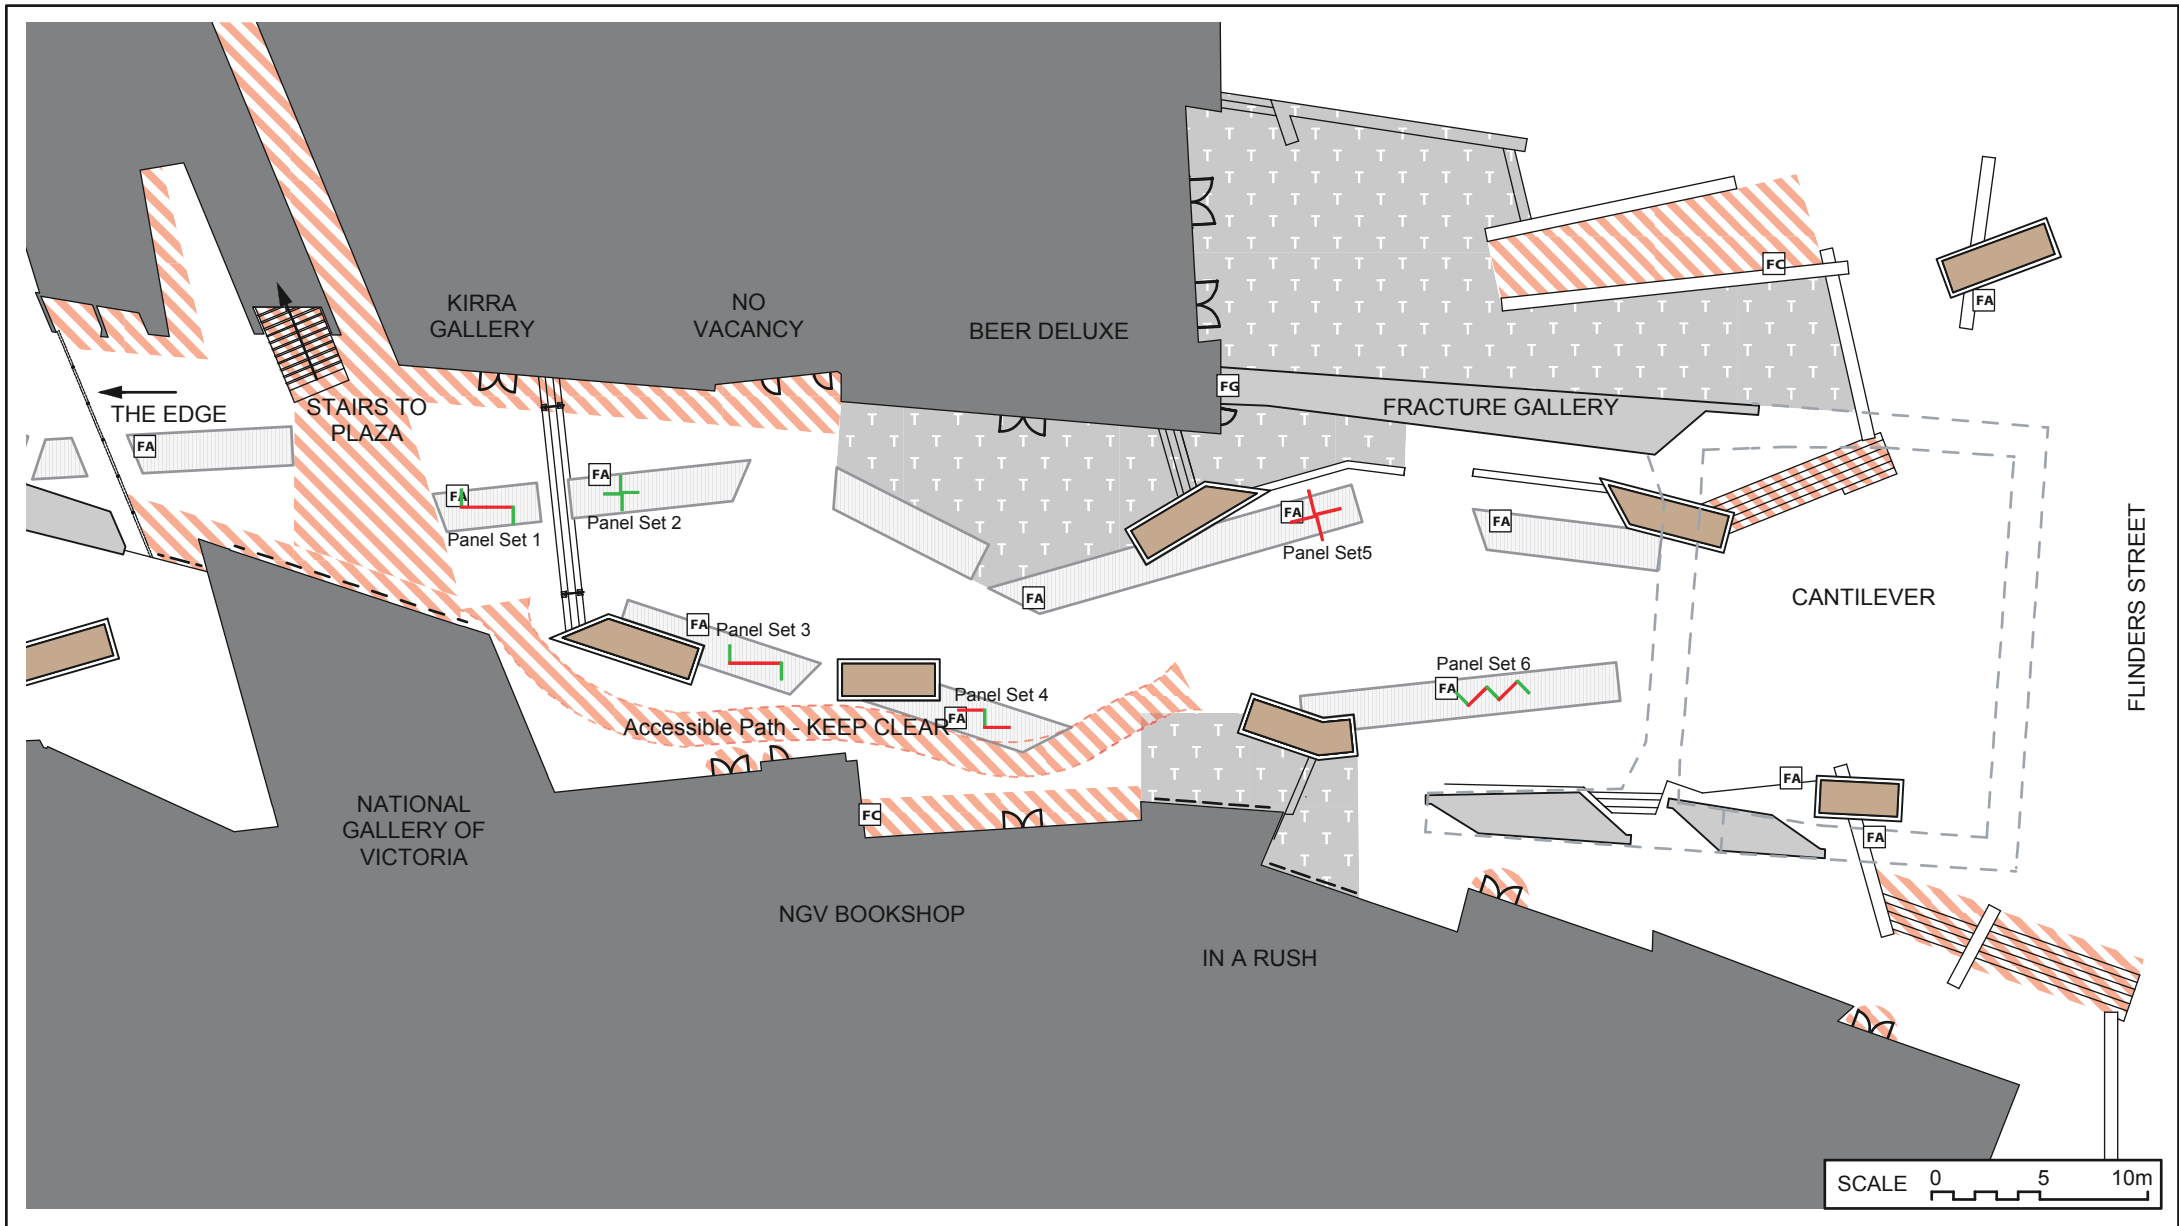 KIRRA
GALLERY
NO
VACANCY
BEER DELUXE
FC
FA
FG
FRACTURE GALLERY
THE EDGE
STAIRS TO
PLAZA
FA
FA
FA
Panel Set 1
Panel Set 2
FA
Panel Set5
FA
FA
CANTILEVER
FLINDERS STREET
FA
Panel Set 3
Panel Set 4
FA
Panel Set 6
FA
Accessible Path - KEEP CLEAR
FC
FA
FA
NATIONAL
GALLERY OF
VICTORIA
NGV BOOKSHOP
IN A RUSH
SCALE 0 5 10m